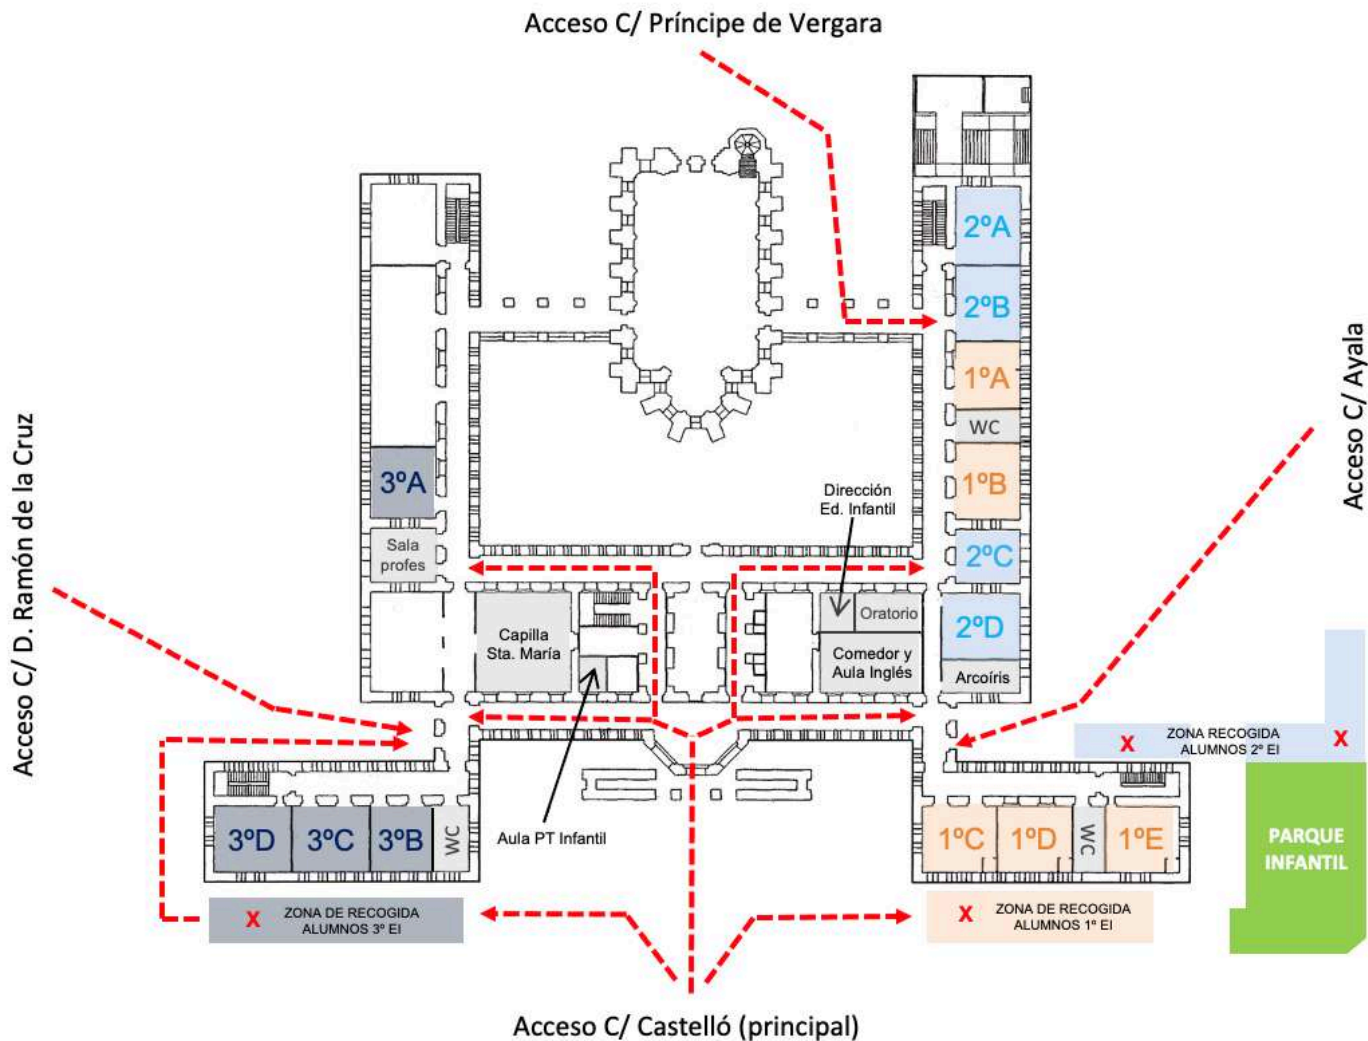 Acceso C/ Príncipe de Vergara
2ºA
2ºB
1ºA
WC
1ºB
2ºC
2ºD
Arcoíris
3ºA
Sala
profes
Dirección
Ed. Infantil
Oratorio
Comedor y
Aula Inglés
Capilla
Sta. María
Aula PT Infantil
Acceso C/ D. Ramón de la Cruz
Acceso C/ Ayala
X
ZONA RECOGIDA
ALUMNOS 2º EI
X
PARQUE
INFANTIL
3ºD
3ºC
3ºB
WC
1ºC
1ºD
WC
1ºE
X
ZONA DE RECOGIDA
ALUMNOS 3º EI
X
ZONA DE RECOGIDA
ALUMNOS 1º EI
Acceso C/ Castelló (principal)